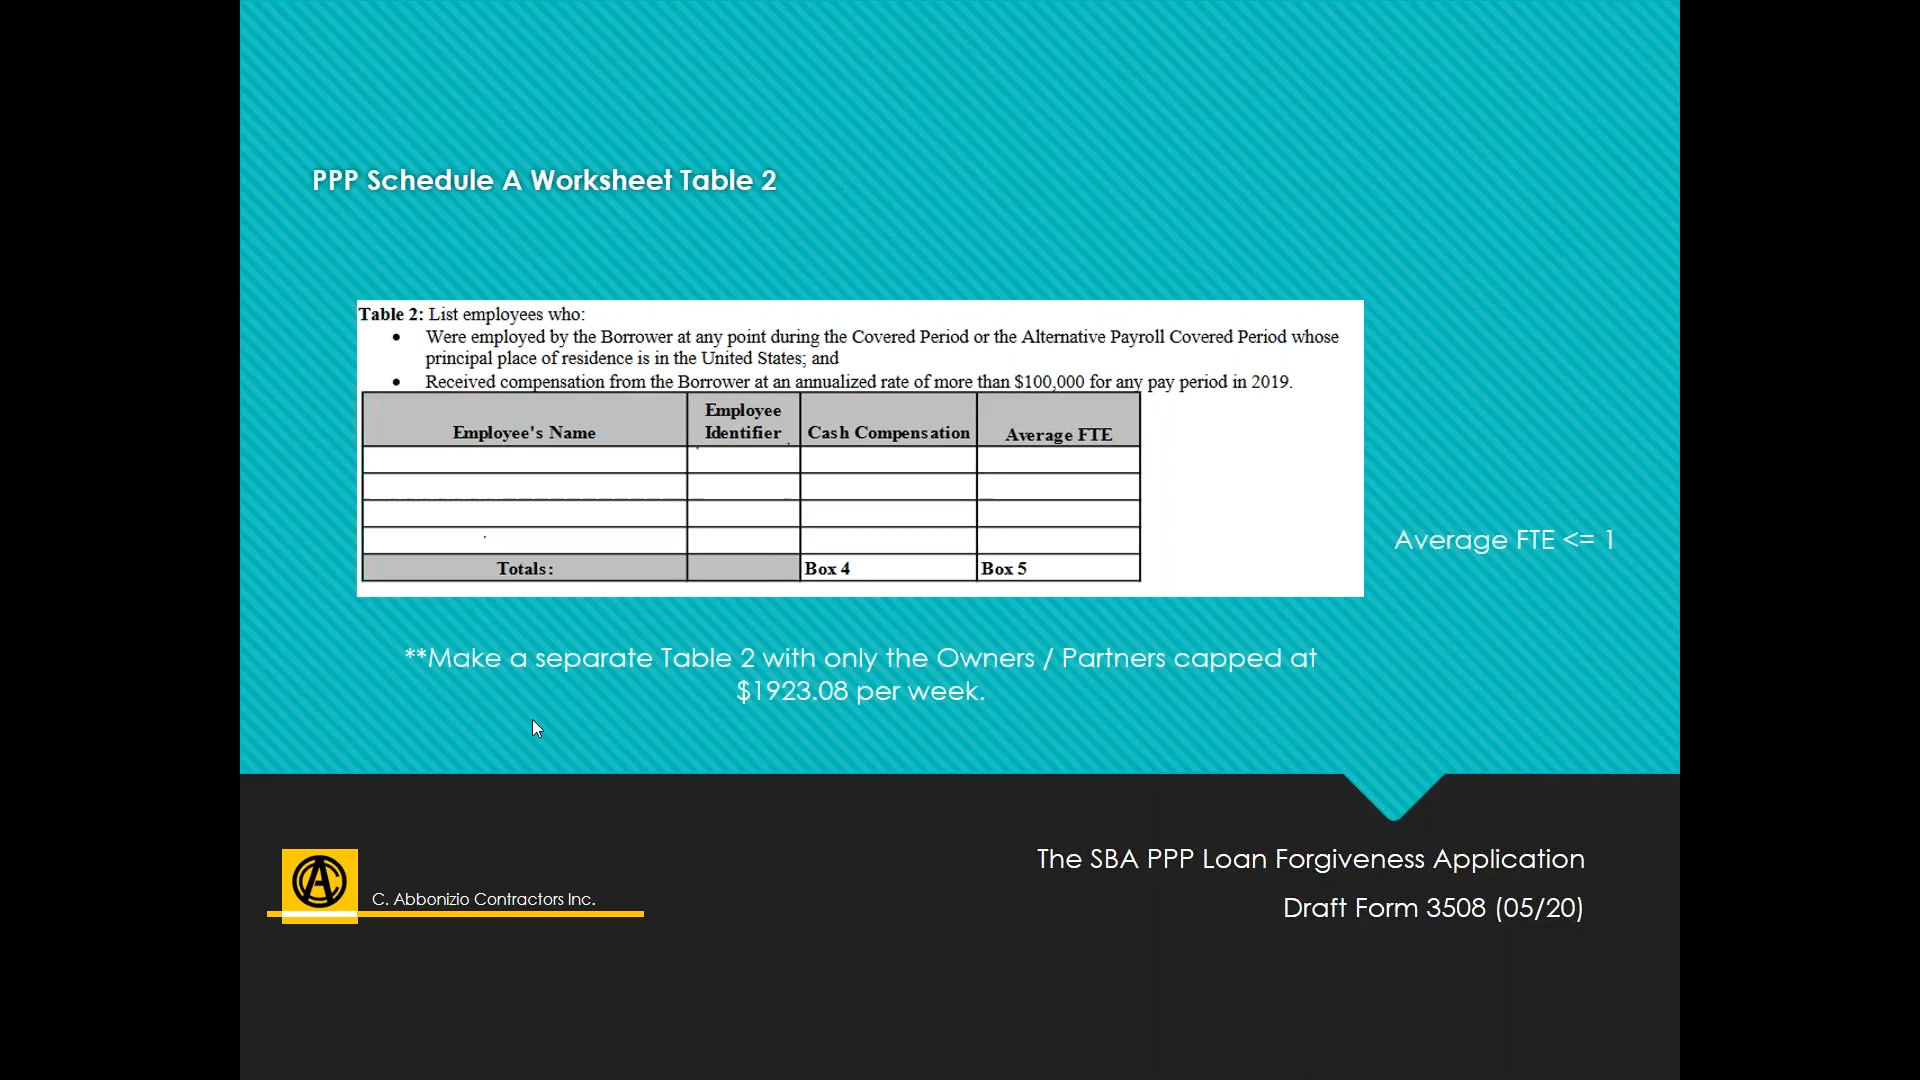 PPP Schedule A Worksheet Table 2
Table 2: List employees who:
• Were employed by the Borrower at any point during the Covered Period or the Alternative Payroll Covered Period whose
principal place of residence is in the United States; and
• Received compensation from the Borrower at an annualized rate of more than $100,000 for any pay period in 2019.
Employee's Name
Employee
Identifier
Cash Compensation
Average FTE
Totals:
Box 4
Box 5
Average FTE <= 1
**Make a separate Table 2 with only the Owners / Partners capped at
$1923.08 per week.
The SBA PPP Loan Forgiveness Application
Draft Form 3508 (05/20)
C. Abbonizio Contractors Inc.